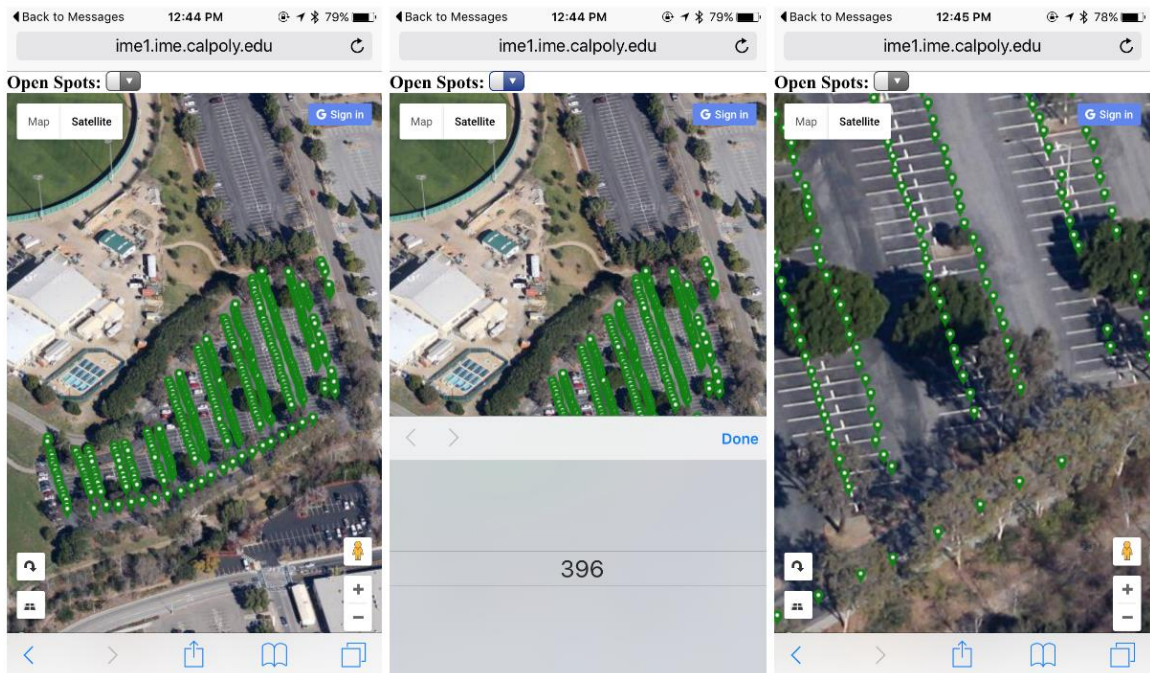 Back to Messages 12:44 PM 79%
ime1.ime.calpoly.edu
Open Spots:
Map Satellite G Sign in
Back to Messages 12:44 PM 79%
ime1.ime.calpoly.edu
Open Spots:
Map Satellite G Sign in
Done
396
Back to Messages 12:45 PM 78%
ime1.ime.calpoly.edu
Open Spots:
Map Satellite G Sign in